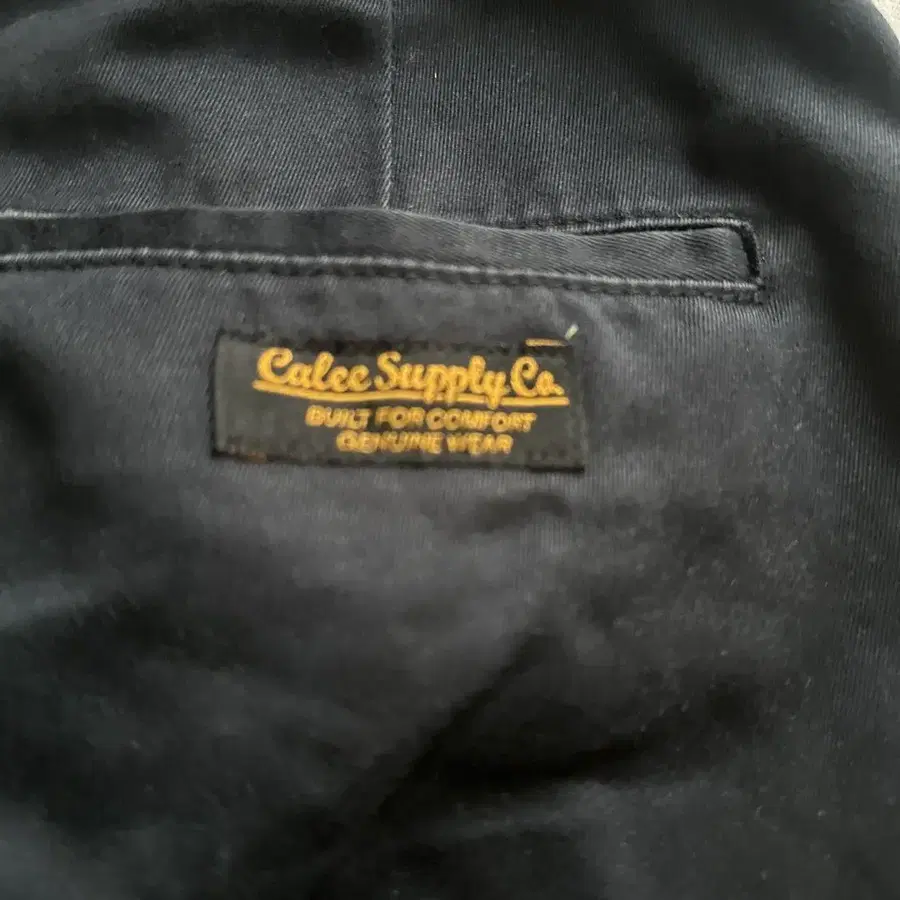 Calee Supply Co.
BUILT FOR COMFORT
GENUINE WEAR